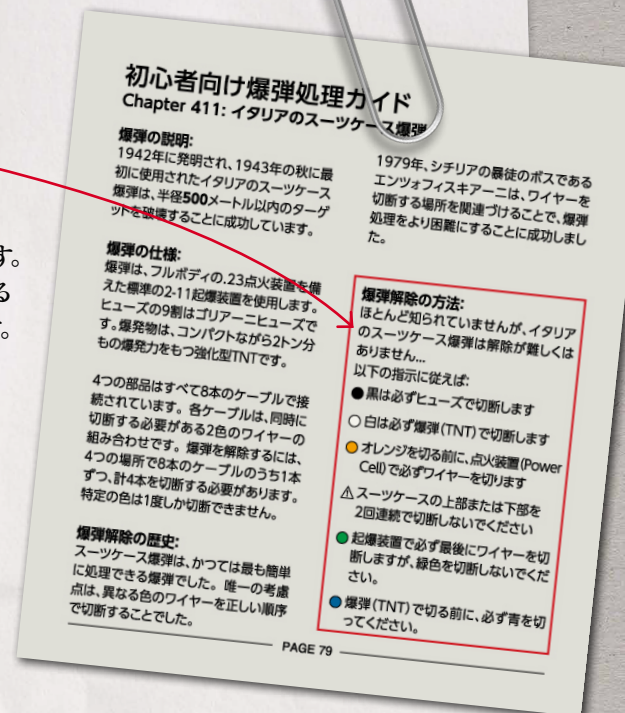 す。
る
。
初心者向け爆弾処理ガイド
Chapter 411: イタリアのスーツケース爆弾
爆弾の説明:
1942年に発明され、1943年の秋に最
初に使用されたイタリアのスーツケース
爆弾は、半径500メートル以内のターゲ
ットを破壊することに成功しています。
爆弾の仕様:
爆弾は、フルボディの.23点火装置を備
えた標準の2-11起爆装置を使用します。
ヒューズの9割はゴリアーニヒューズで
す。爆発物は、コンパクトながら2トン分
もの爆発力をもつ強化型TNTです。
4つの部品はすべて8本のケーブルで接
続されています。各ケーブルは、同時に
切断する必要がある2色のワイヤーの
組み合わせです。爆弾を解除するには、
4つの場所で8本のケーブルのうち1本
ずつ、計4本を切断する必要があります。
特定の色は1度しか切断できません。
爆弾解除の歴史:
スーツケース爆弾は、かつては最も簡単
に処理できる爆弾でした。唯一の考慮
点は、異なる色のワイヤーを正しい順序
で切断することでした。
1979年、シチリアの暴徒のボスである
エンツォフィスキアーニは、ワイヤーを
切断する場所を関連づけることで、爆弾
処理をより困難にすることに成功しまし
た。
爆弾解除の方法:
ほとんど知られていませんが、イタリア
のスーツケース爆弾は解除が難しくは
ありません...
以下の指示に従えば:
●黒は必ずヒューズで切断します
○白は必ず爆弾(TNT)で切断します
●オレンジを切る前に、点火装置(Power
Cell)で必ずワイヤーを切ります
⚠スーツケースの上部または下部を
2回連続で切断しないでください
●起爆装置で必ず最後にワイヤーを切
断しますが、緑色を切断しないでくだ
さい。
●爆弾(TNT)で切る前に、必ず青を切
ってください。
PAGE 79